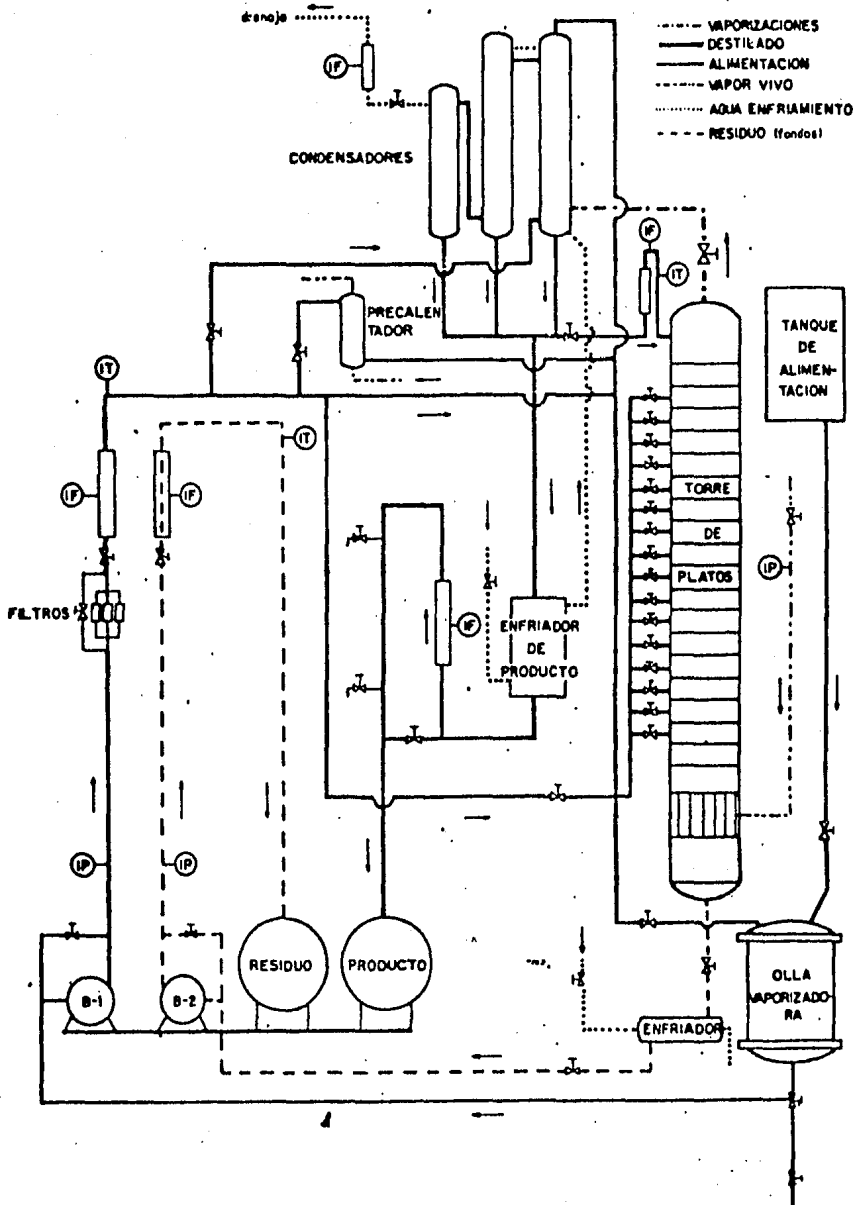 drenaje
VAPORIZACIONES
DESTILADO
ALIMENTACION
VAPOR VIVO
AGUA ENFRIAMIENTO
RESIDUO (fondos)
IF
CONDENSADORES
IF
IT
PRECALEN
TADOR
TANQUE
DE
ALIMEN-
TACION
IT
IT
IF
IF
TORRE
DE
PLATOS
IP
FILTROS
IF
ENFRIADOR
DE
PRODUCTO
IP
IP
RESIDUO
PRODUCTO
B-1
B-2
OLLA
VAPORIZADO-
RA
ENFRIADOR